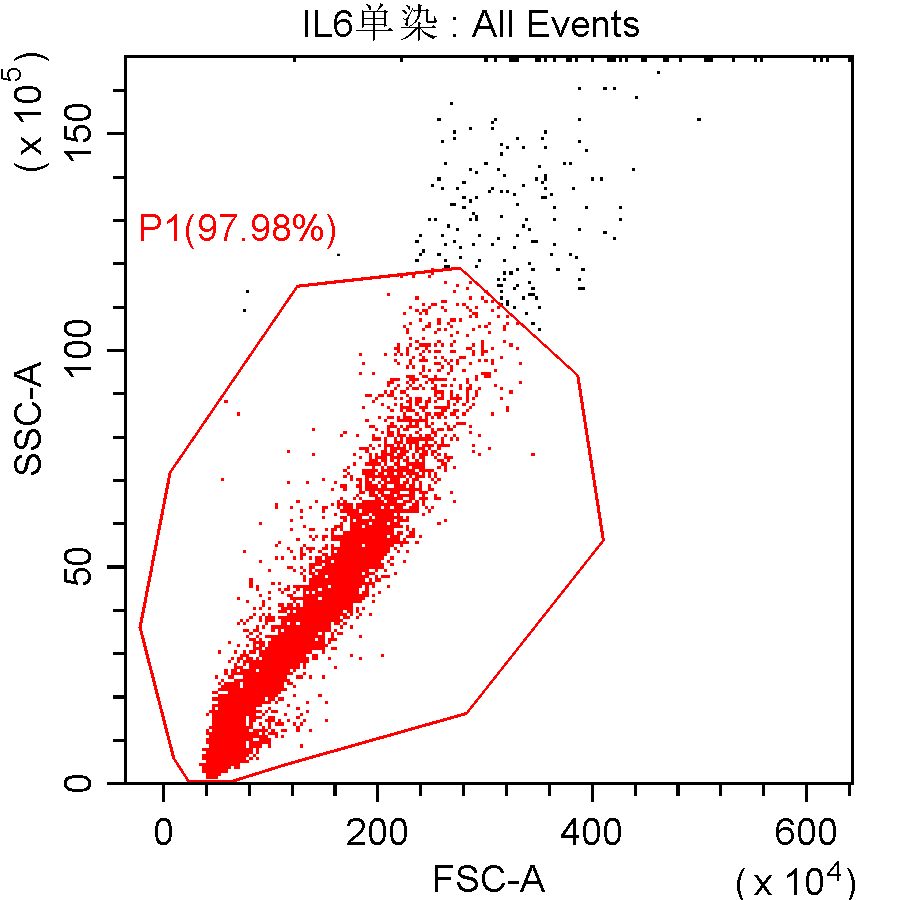 IL6单染 : All Events
(x 10⁵)
150
P1(97.98%)
100
SSC-A
50
0
0 200 400 600
FSC-A
(x 10⁴)